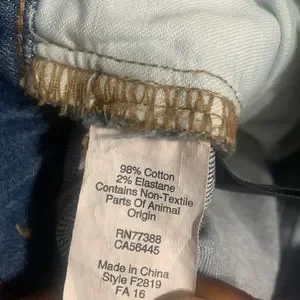 98% Cotton
2% Elastane
Contains Non-Textile
Parts Of Animal
Origin
RN77388
CA56445
Made in China
Style F2819
FA 16